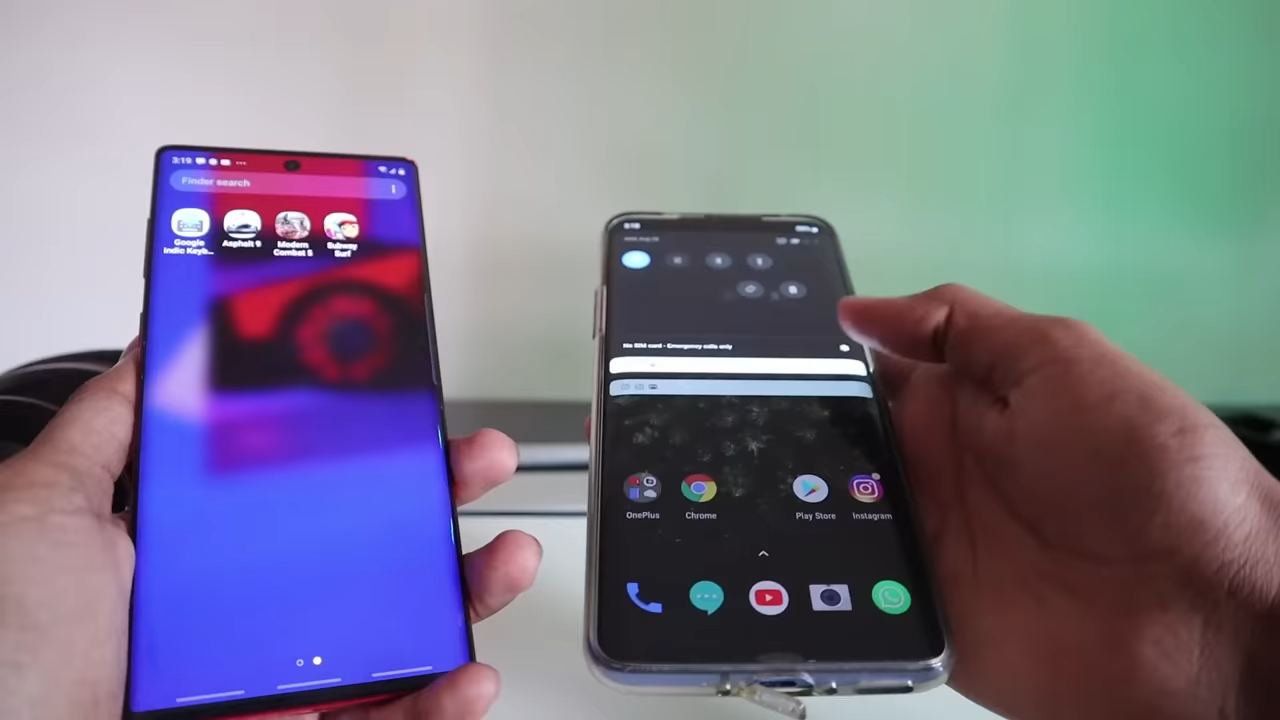 3:19
Finder search
Google
Indic Keyb...
Asphalt 9
Modern
Combat 5
Subway
Surf
No SIM card - Emergency calls only
OnePlus
Chrome
Play Store
Instagram